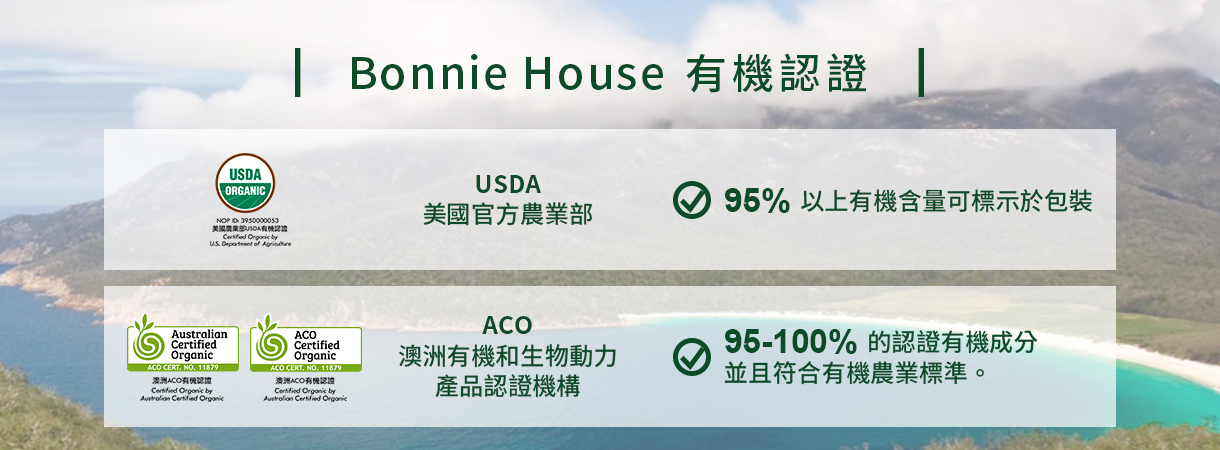 Bonnie House 有機認證
USDA
ORGANIC
NOP ID: 3950000053
美國農業部USDA有機認證
Certified Organic by
U.S. Department of Agriculture
USDA
美國官方農業部
95% 以上有機含量可標示於包裝
Australian
Certified
Organic
ACO CERT. NO. 11879
澳洲ACO有機認證
Certified Organic by
Australian Certified Organic
ACO
Certified
Organic
ACO CERT. NO. 11879
澳洲ACO有機認證
Certified Organic by
Australian Certified Organic
ACO
澳洲有機和生物動力
產品認證機構
95-100% 的認證有機成分
並且符合有機農業標準。